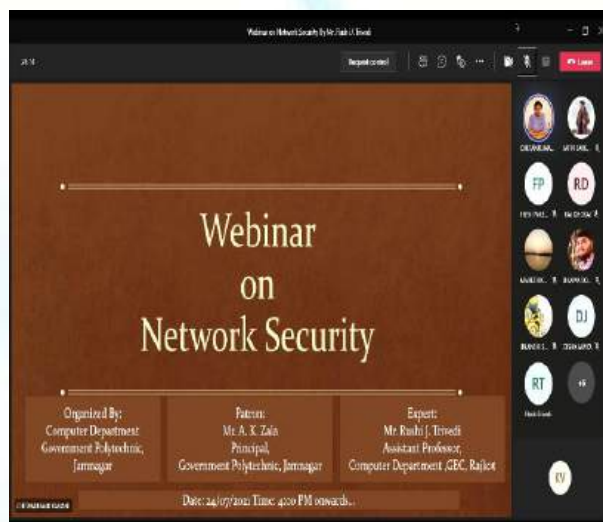 Webinar on Network Security By Mr. Rushi J. Trivedi
Request control
Leave
Webinar
on
Network Security
Organized By:
Computer Department
Government Polytechnic,
Jamnagar
Patron:
Mr. A. K. Zala
Principal,
Government Polytechnic, Jamnagar
Expert:
Mr. Rushi J. Trivedi
Assistant Professor,
Computer Department ,GEC, Rajkot
Date: 24/07/2021 Time: 4:00 PM onwards...
FP
RD
DJ
RT
+6
KV